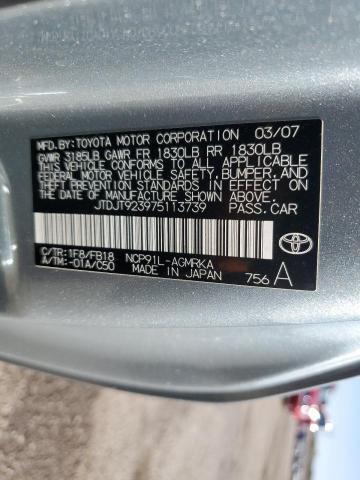 MFD.BY:TOYOTA MOTOR CORPORATION 03/07
GVWR 3185LB GAWR FR 1830LB RR 1830LB
THIS VEHICLE CONFORMS TO ALL APPLICABLE
FEDERAL MOTOR VEHICLE SAFETY,BUMPER,AND
THEFT PREVENTION STANDARDS IN EFFECT ON
THE DATE OF MANUFACTURE SHOWN ABOVE.
JTDJT923975113739 PASS.CAR
C/TR:1F8/FB18 NCP91L-AGMRKA
A/TM:-01A/C50 MADE IN JAPAN 756 A
TOYOTA